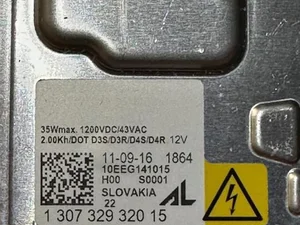 35Wmax. 1200VDC/43VAC
2.00Kh/DOT D3S/D3R/D4S/D4R 12V
11-09-16 1864
10EEG141015
H00 S0001
SLOVAKIA AL
22
1 307 329 320 15